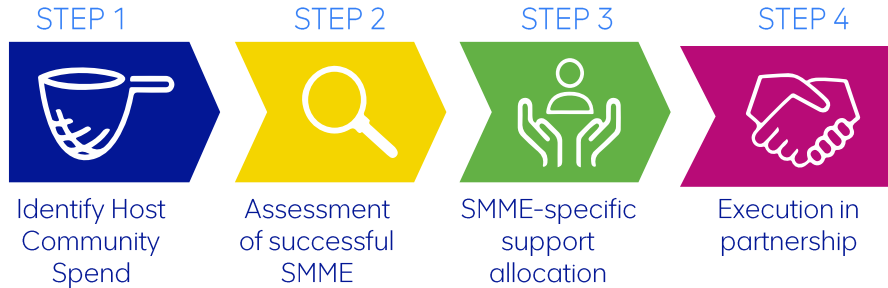 STEP 1
STEP 2
STEP 3
STEP 4
Identify Host
Community
Spend
Assessment
of successful
SMME
SMME-specific
support
allocation
Execution in
partnership